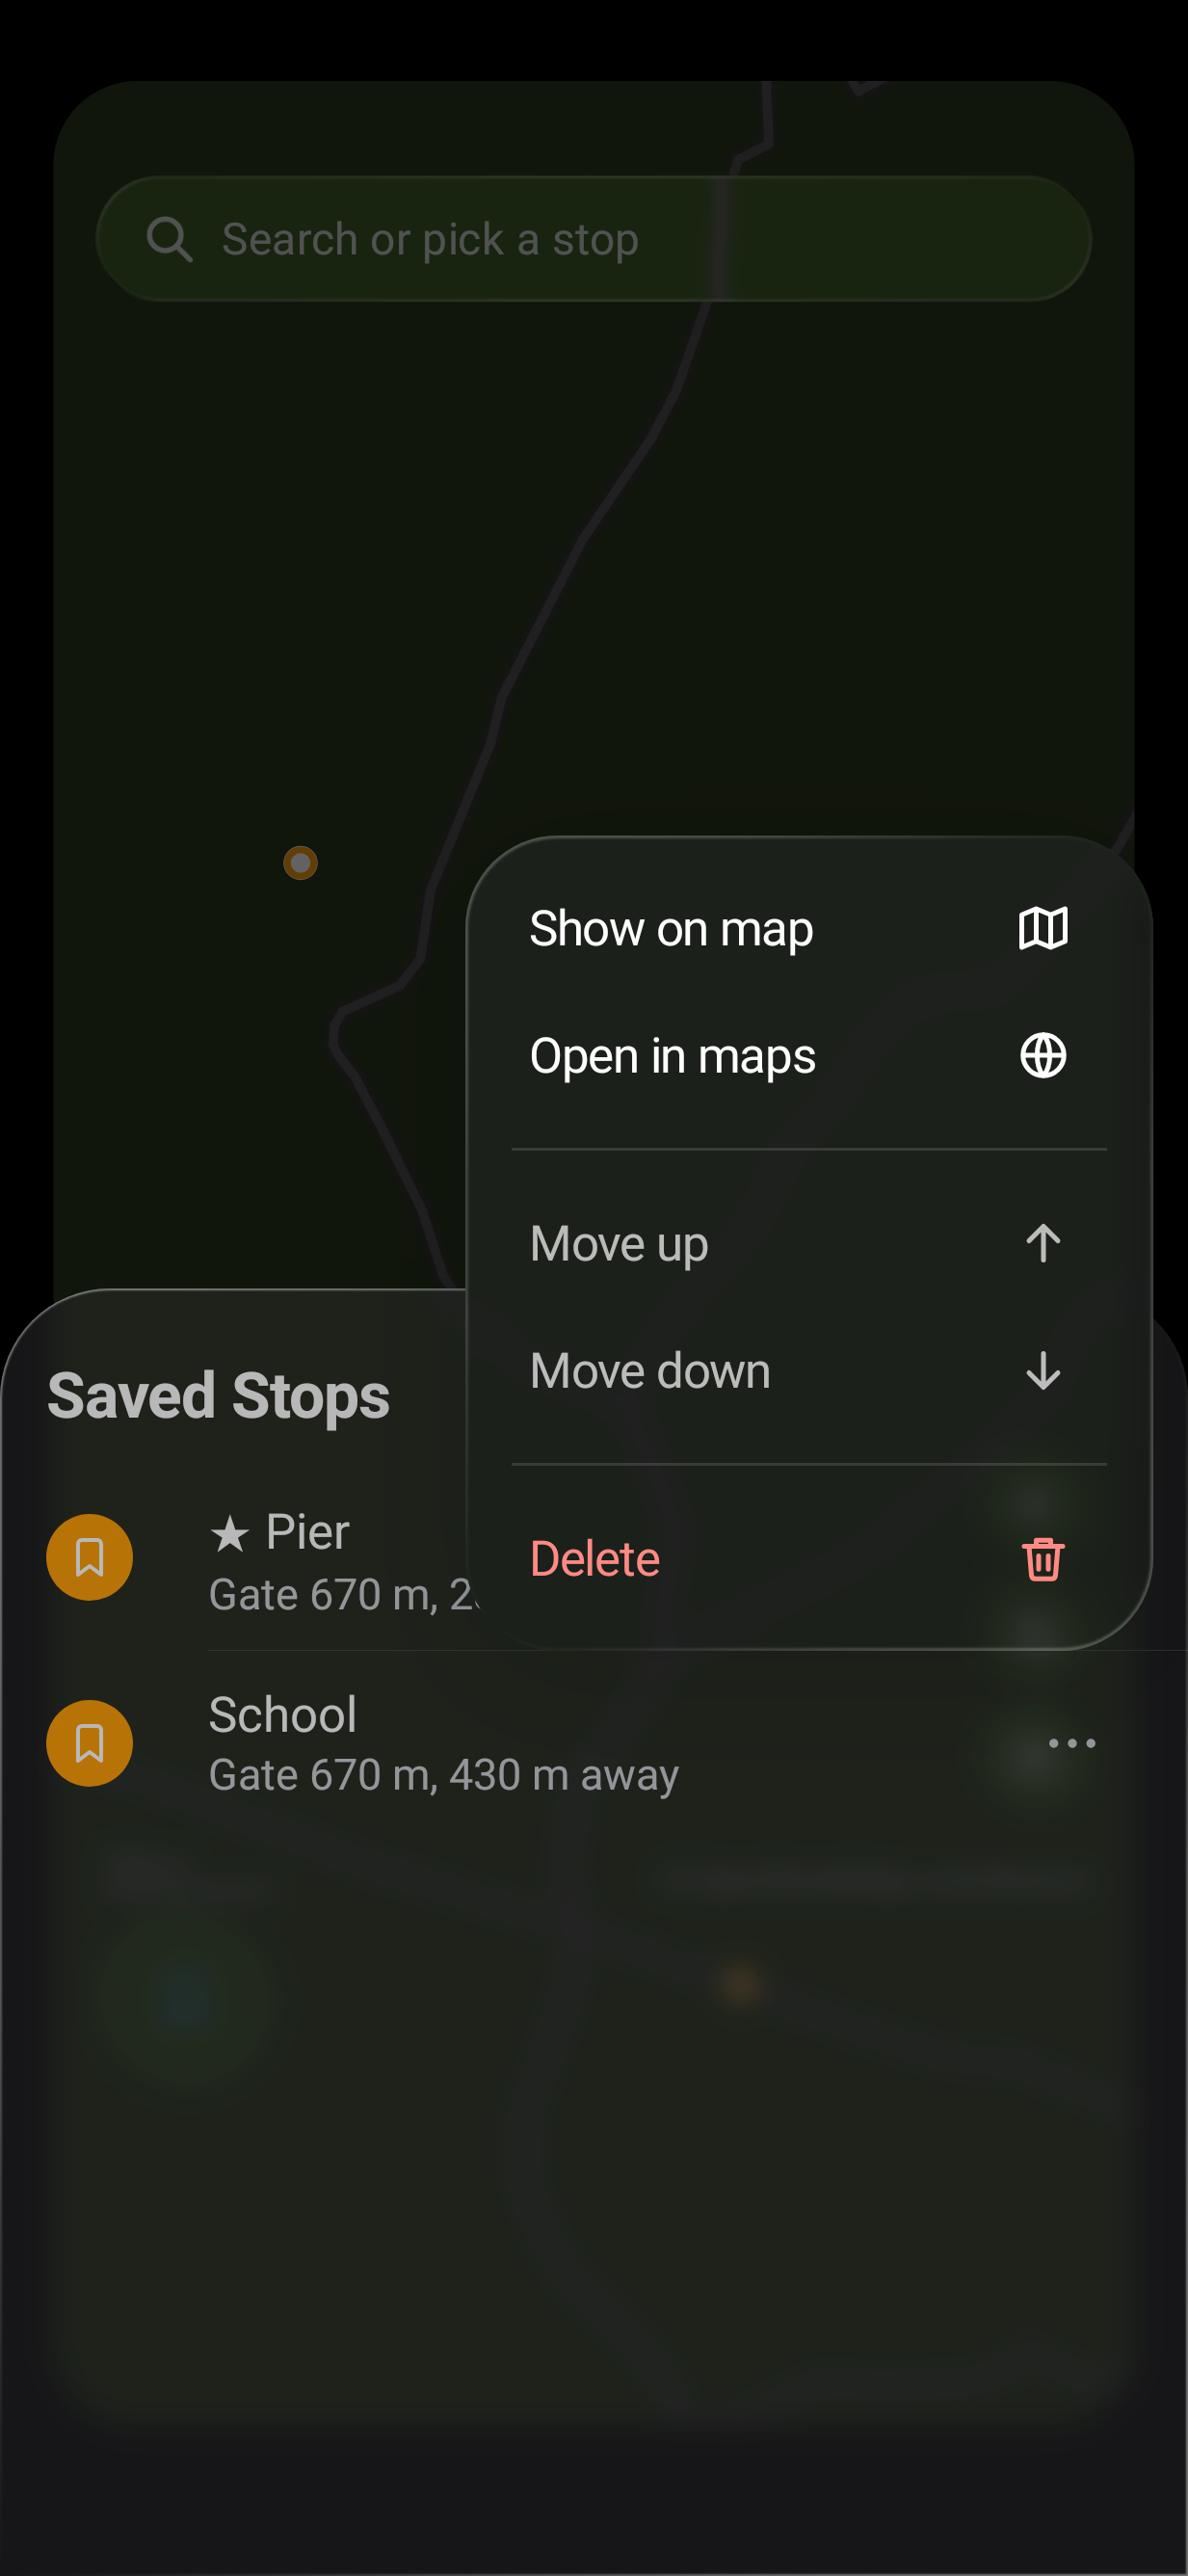 Search or pick a stop
Show on map
Open in maps
Move up
Move down
Delete
Saved Stops
★ Pier
Gate 670 m,
School
Gate 670 m, 430 m away